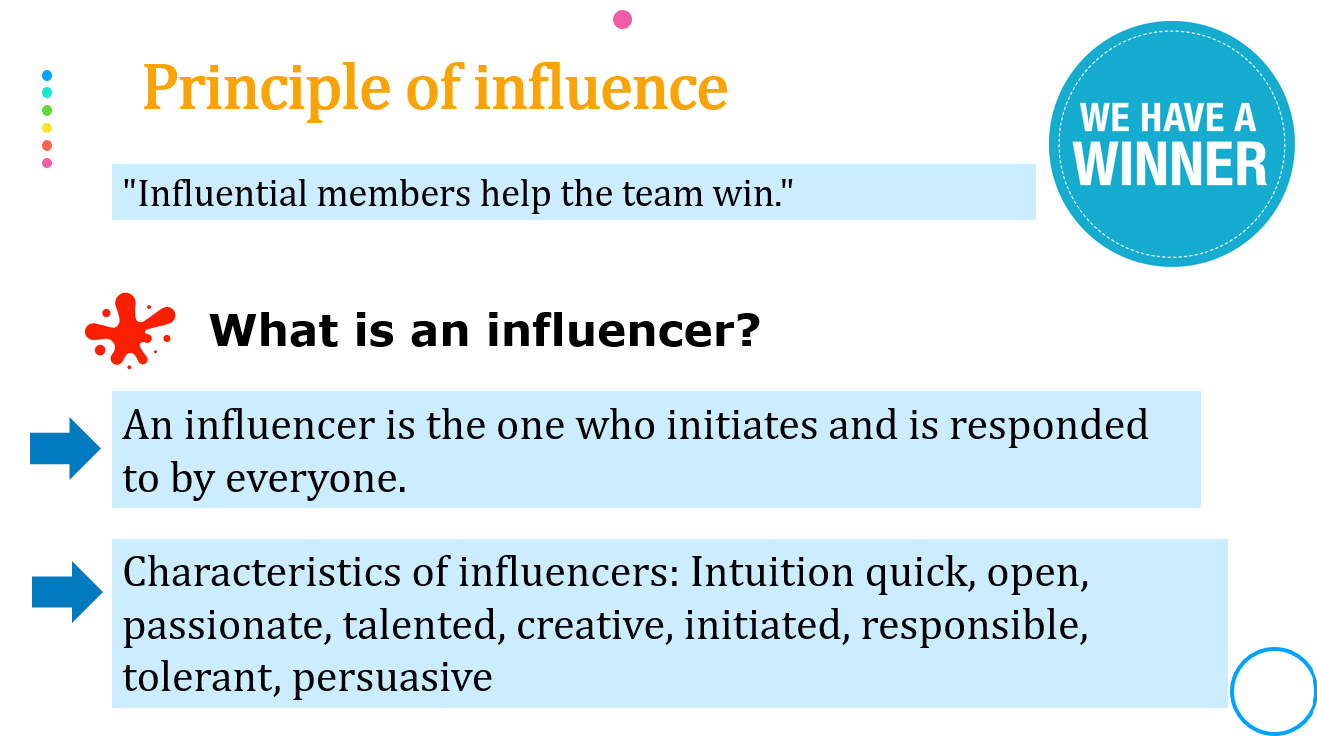 Principle of influence
WE HAVE A
WINNER
"Influential members help the team win."
What is an influencer?
An influencer is the one who initiates and is responded
to by everyone.
Characteristics of influencers: Intuition quick, open,
passionate, talented, creative, initiated, responsible,
tolerant, persuasive